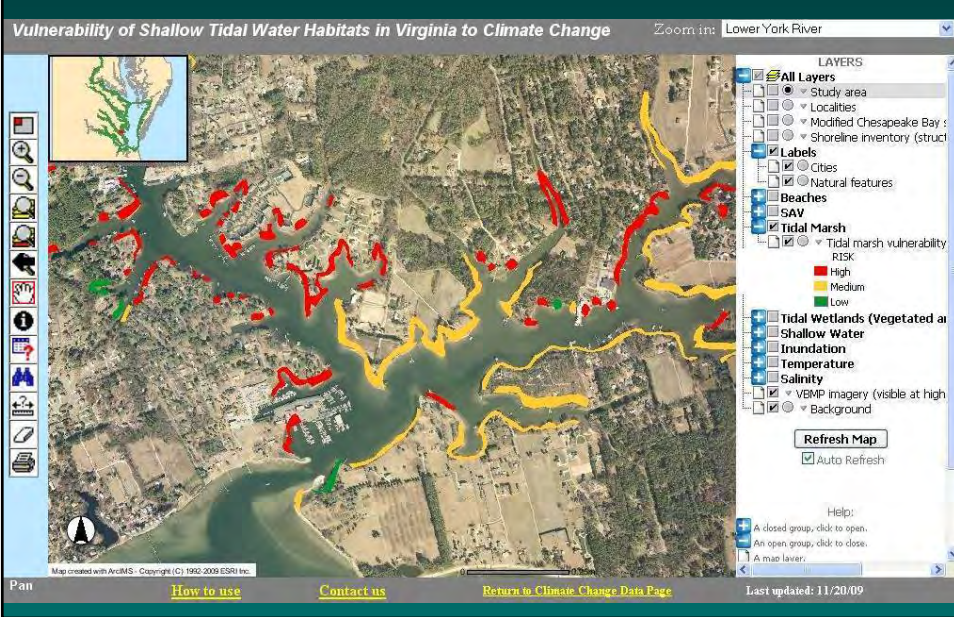 Vulnerability of Shallow Tidal Water Habitats in Virginia to Climate Change
Zoom in: Lower York River
LAYERS
All Layers
Study area
Localities
Modified Chesapeake Bay s
Shoreline inventory (struct
Labels
Cities
Natural features
Beaches
SAV
Tidal Marsh
Tidal marsh vulnerability
RISK
High
Medium
Low
Tidal Wetlands (Vegetated a
Shallow Water
Inundation
Temperature
Salinity
VBMP imagery (visible at high
Background
Refresh Map
Auto Refresh
Help:
A closed group, click to open.
An open group, click to close.
A map layer.
Map created with ArcIMS - Copyright (C) 1992-2009 ESRI Inc.
Pan
How to use
Contact us
Return to Climate Change Data Page
Last updated: 11/20/09